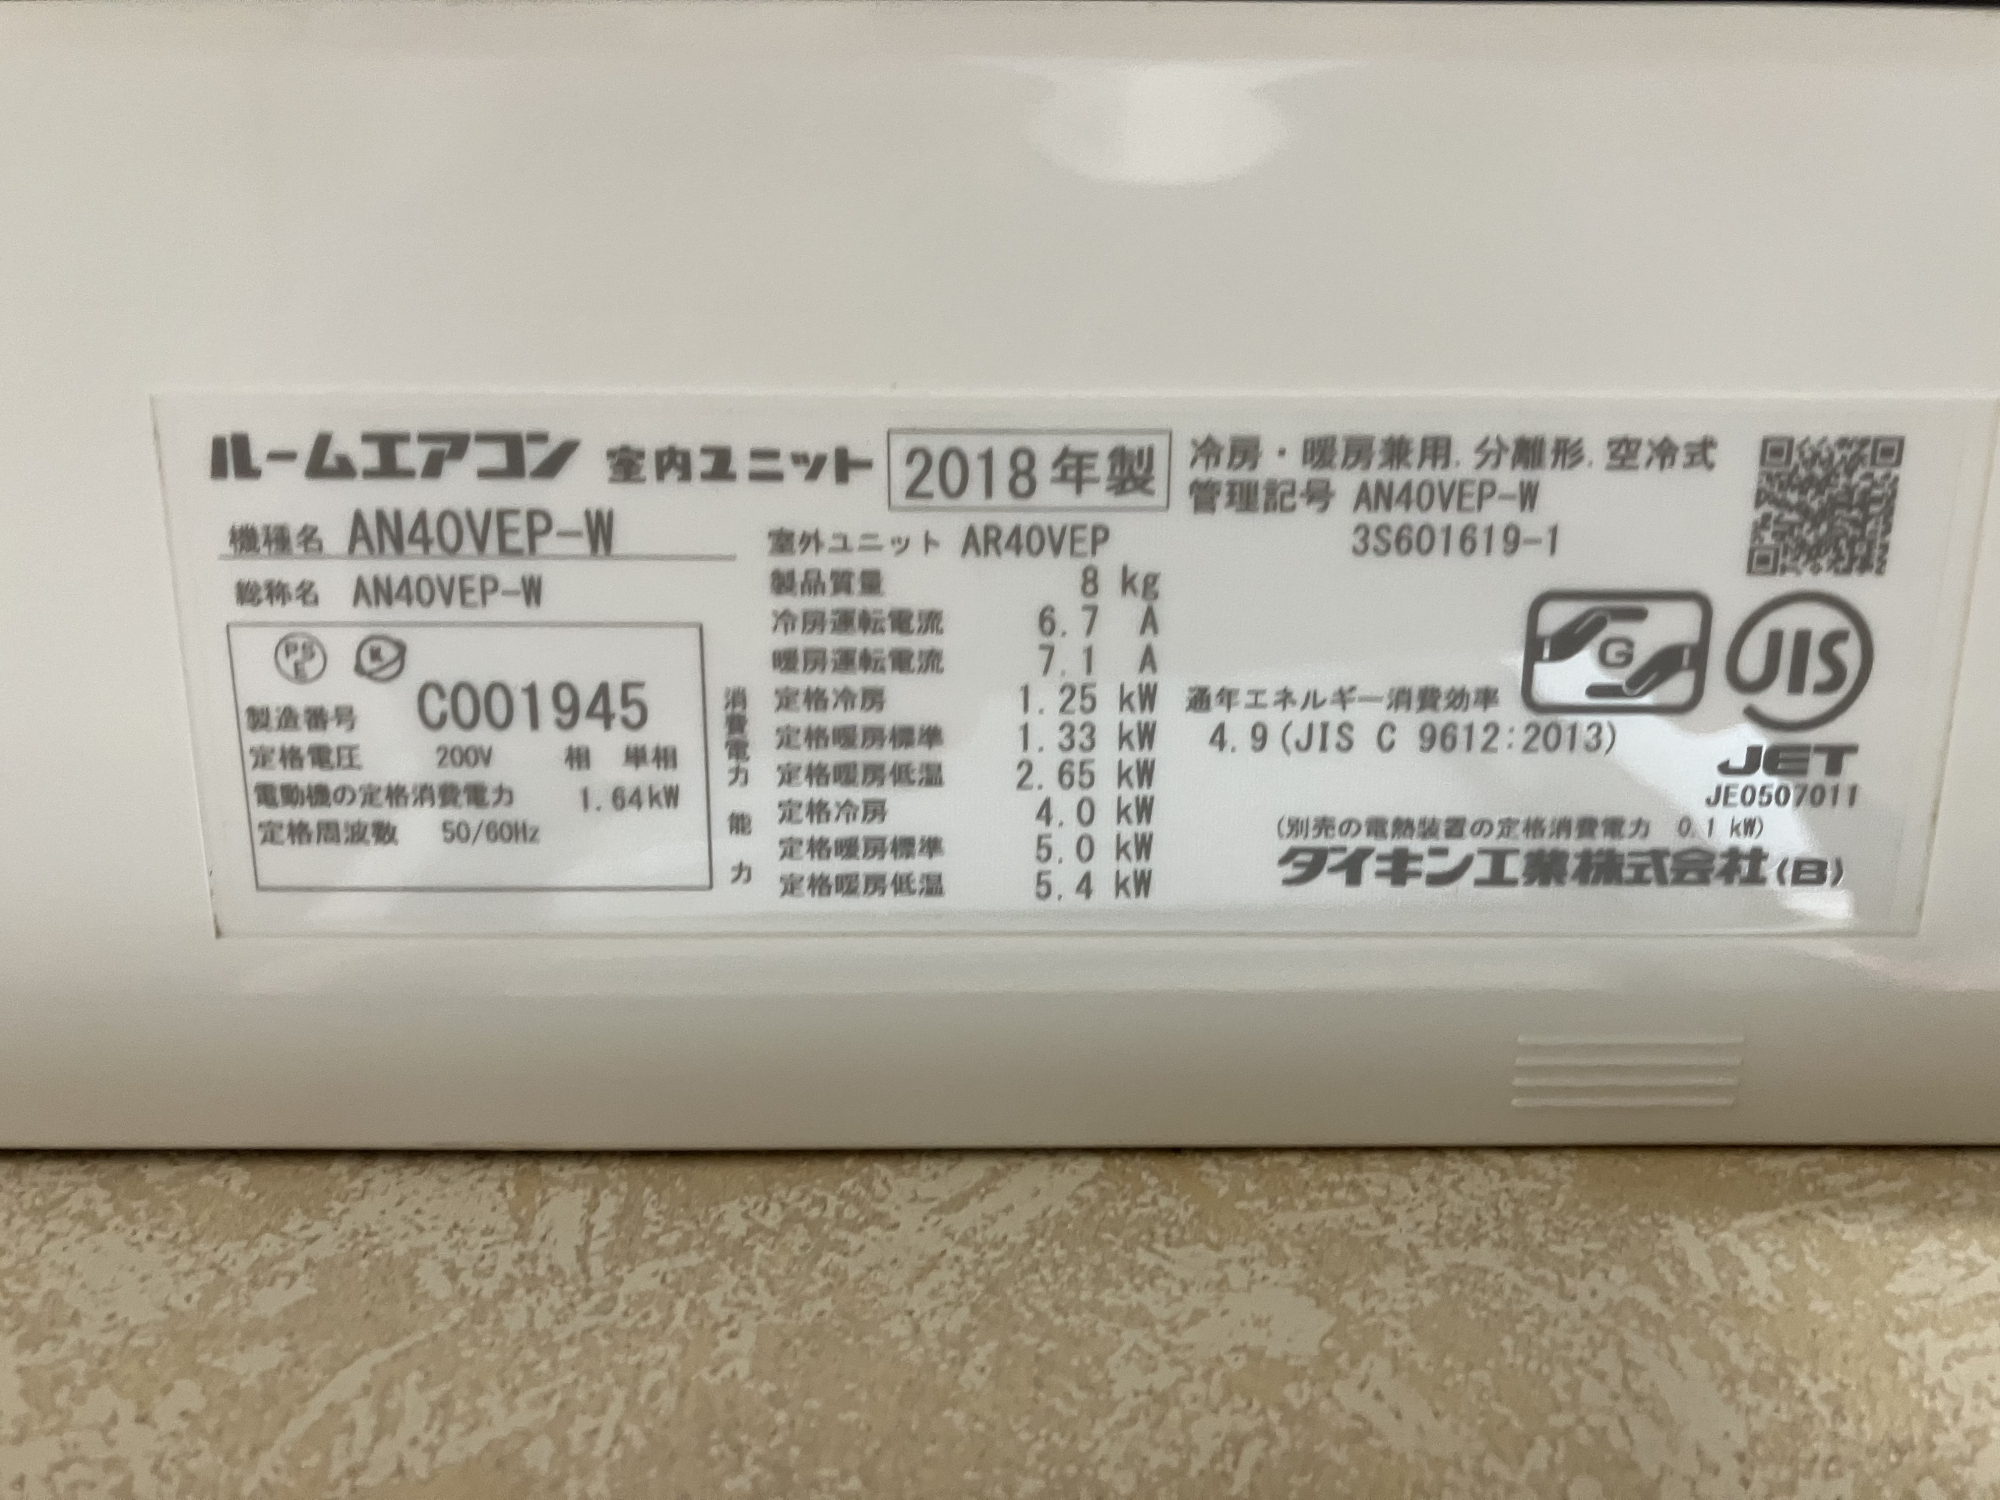 ルームエアコン 室内ユニット 2018年製
機種名 AN40VEP-W
総称名 AN40VEP-W
PS E
K
製造番号 C001945
定格電圧 200V 相 単相
電動機の定格消費電力 1.64kW
定格周波数 50/60Hz
室外ユニット AR40VEP
製品質量 8 kg
冷房運転電流 6.7 A
暖房運転電流 7.1 A
消費電力
定格冷房 1.25 kW
定格暖房標準 1.33 kW
定格暖房低温 2.65 kW
能力
定格冷房 4.0 kW
定格暖房標準 5.0 kW
定格暖房低温 5.4 kW
冷房・暖房兼用.分離形.空冷式
管理記号 AN40VEP-W
3S601619-1
G
JIS
通年エネルギー消費効率
4.9(JIS C 9612:2013)
JET
JE0507011
(別売の電熱装置の定格消費電力 0.1 kW)
ダイキン工業株式会社(B)